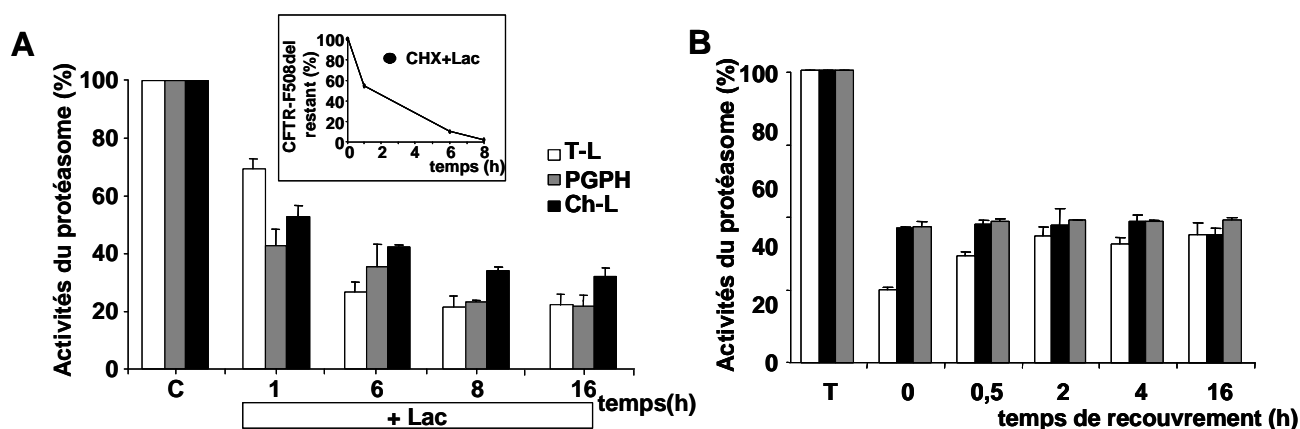 A
Activités du protéasome (%)
100
80
60
40
20
0
C
1
6
8
16
temps(h)
+ Lac
CFTR-F508del
restant (%)
100
80
60
40
20
0
CHX+Lac
0
2
4
6
8
temps (h)
T-L
PGPH
Ch-L
B
Activités du protéasome (%)
100
80
60
40
20
0
T
0
0,5
2
4
16
temps de recouvrement (h)